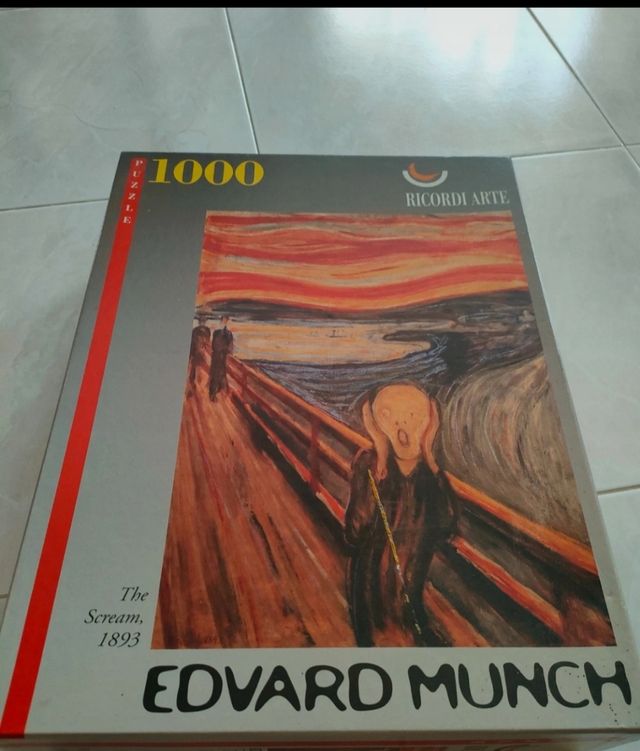 PUZZLE
1000
RICORDI ARTE
The
Scream,
1893
EDVARD MUNCH